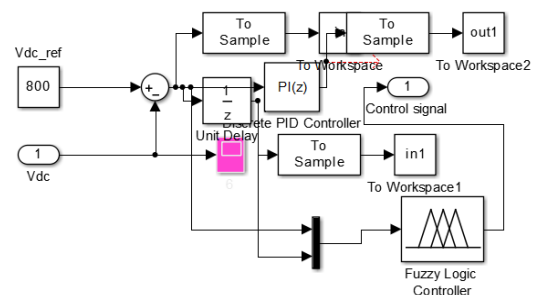 To
Sample
To
Sample
out1
Vdc_ref
To Workspace
To Workspace2
800
1
z
PI(z)
1
Control signal
Discrete PID Controller
Unit Delay
To
Sample
in1
1
Vdc
6
To Workspace1
Fuzzy Logic
Controller